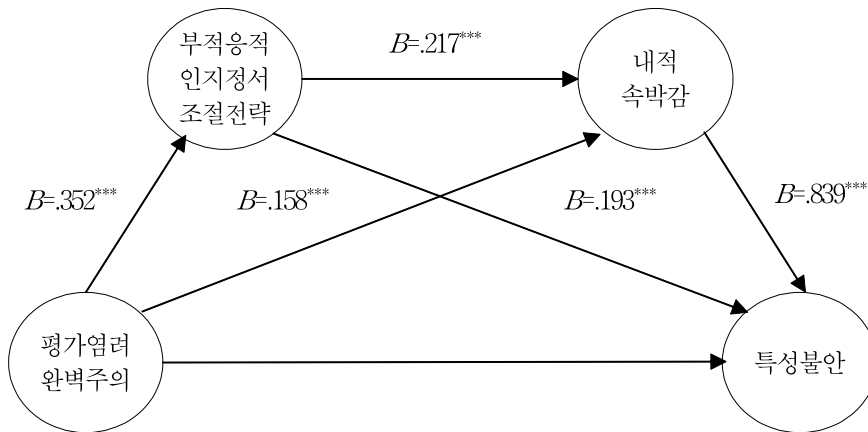 부적응적
인지정서
조절전략
B=.217***
내적
속박감
B=.352***
B=.158***
B=.193***
B=.839***
평가염려
완벽주의
특성불안